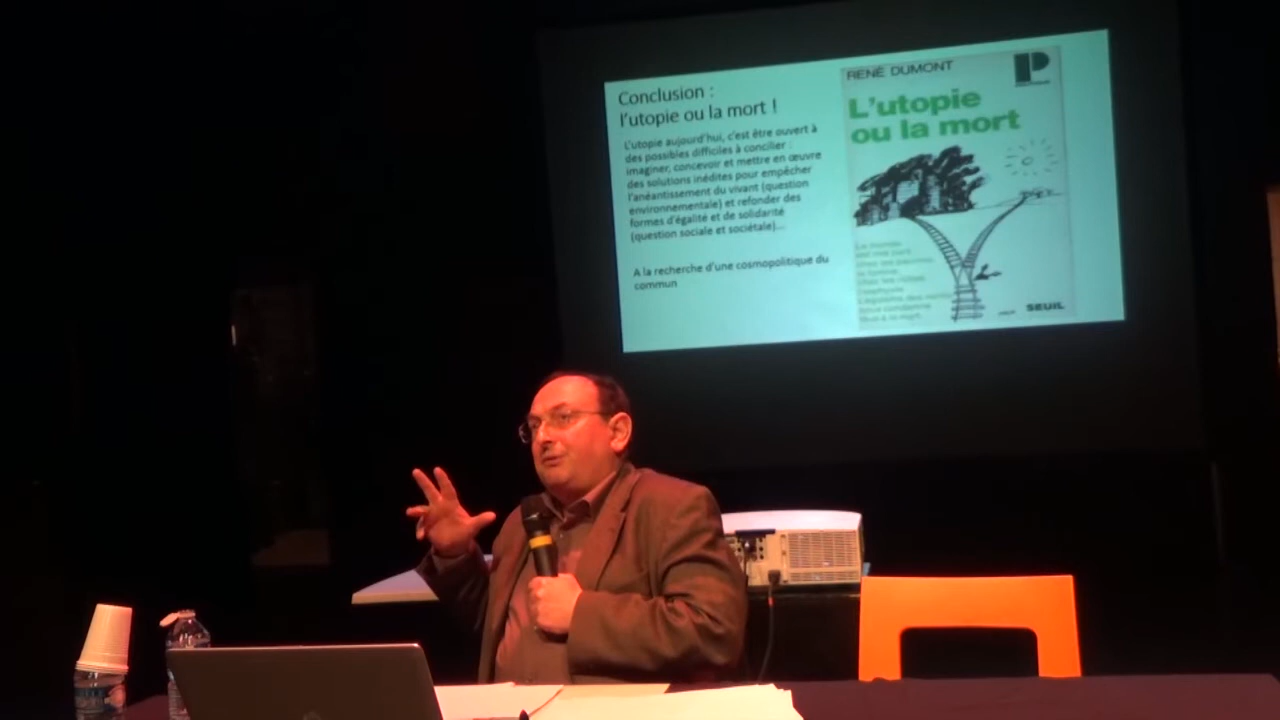 Conclusion :
l'utopie ou la mort !
L'utopie aujourd'hui, c'est être ouvert à
des possibles difficiles à concilier :
imaginer, concevoir et mettre en œuvre
des solutions inédites pour empêcher
l'anéantissement du vivant (question
environnementale) et refonder des
formes d'égalité et de solidarité
(question sociale et sociétale)...
A la recherche d'une cosmopolitique du
commun
RENÉ DUMONT
P
L'utopie
ou la mort
SEUIL